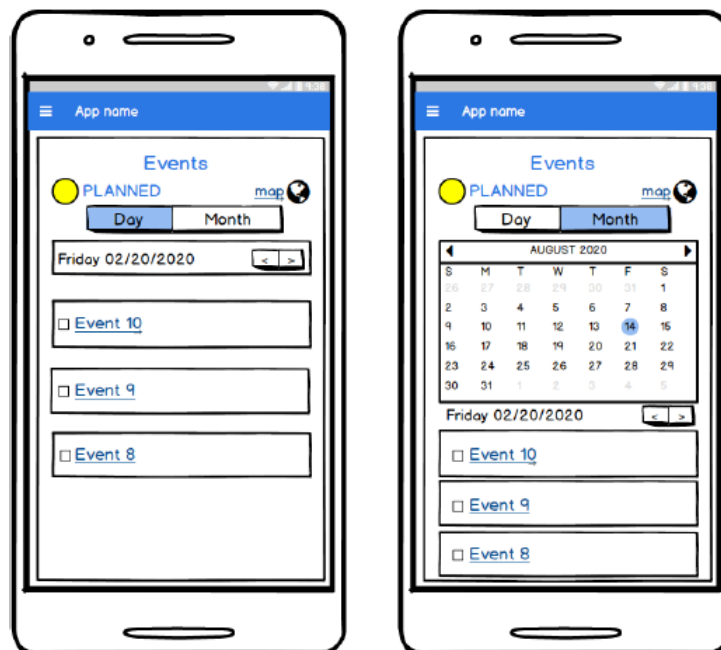 9:38
App name
Events
PLANNED map
Day Month
Friday 02/20/2020 < >
Event 10
Event 9
Event 8
9:38
App name
Events
PLANNED map
Day Month
AUGUST 2020
S M T W T F S
26 27 28 29 30 31 1
2 3 4 5 6 7 8
9 10 11 12 13 14 15
16 17 18 19 20 21 22
23 24 25 26 27 28 29
30 31 1 2 3 4 5
Friday 02/20/2020 < >
Event 10
Event 9
Event 8